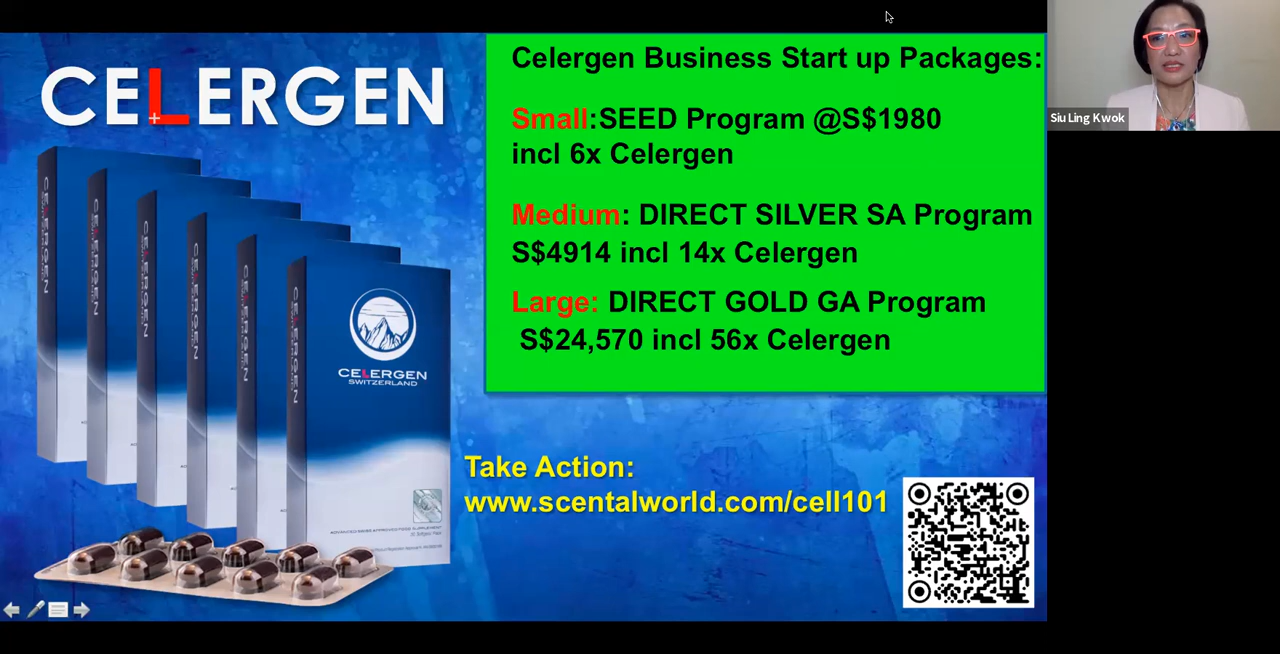 CELERGEN
Celergen Business Start up Packages:
Small:SEED Program @S$1980
incl 6x Celergen
Medium: DIRECT SILVER SA Program
S$4914 incl 14x Celergen
Large: DIRECT GOLD GA Program
S$24,570 incl 56x Celergen
CELERGEN
SWITZERLAND
Take Action:
www.scentalworld.com/cell101
Siu Ling Kwok